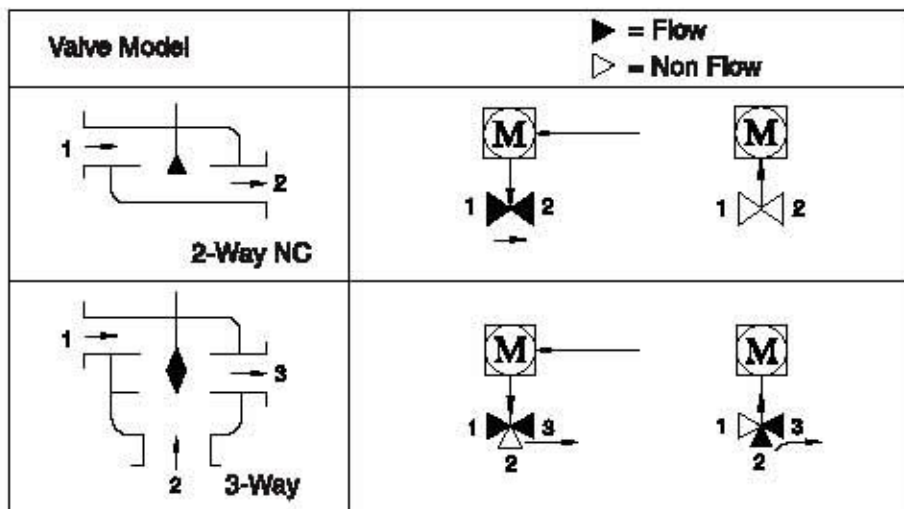 Valve Model
▶ = Flow
▷ = Non Flow
1
2
2-Way NC
M
1 2
M
1 2
1
3
2
3-Way
M
1 3
2
M
1 3
2